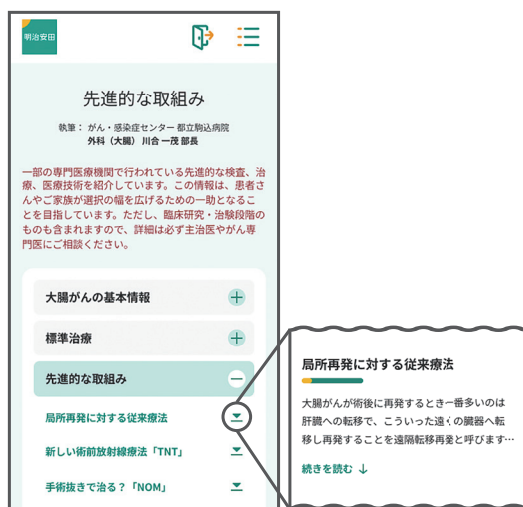 明治安田
先進的な取組み
執筆： がん・感染症センター 都立駒込病院
外科（大腸） 川合 一茂 部長
一部の専門医療機関で行われている先進的な検査、治
療、医療技術を紹介しています。この情報は、患者さ
んやご家族が選択の幅を広げるための一助となるこ
とを目指しています。ただし、臨床研究・治験段階の
ものも含まれますので、詳細は必ず主治医やがん専
門医にご相談ください。
大腸がんの基本情報
標準治療
先進的な取組み
局所再発に対する従来療法
新しい術前放射線療法「TNT」
手術抜きで治る？「NOM」
局所再発に対する従来療法
大腸がんが術後に再発するとき一番多いのは
肝臓への転移で、こういった遠くの臓器へ転
移し再発することを遠隔転移再発と呼びます…
続きを読む ↓